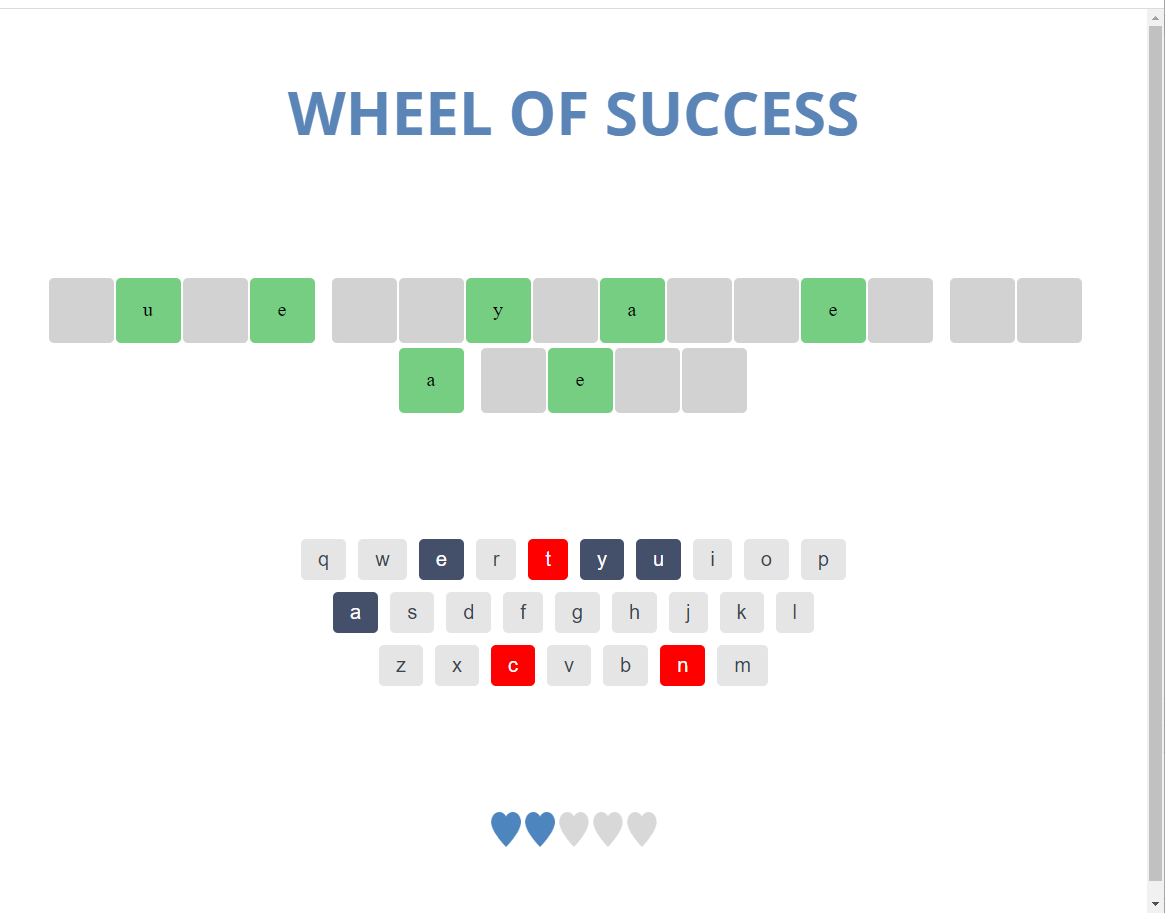 WHEEL OF SUCCESS
u e y a e
a e
q w e r t y u i o p
a s d f g h j k l
z x c v b n m